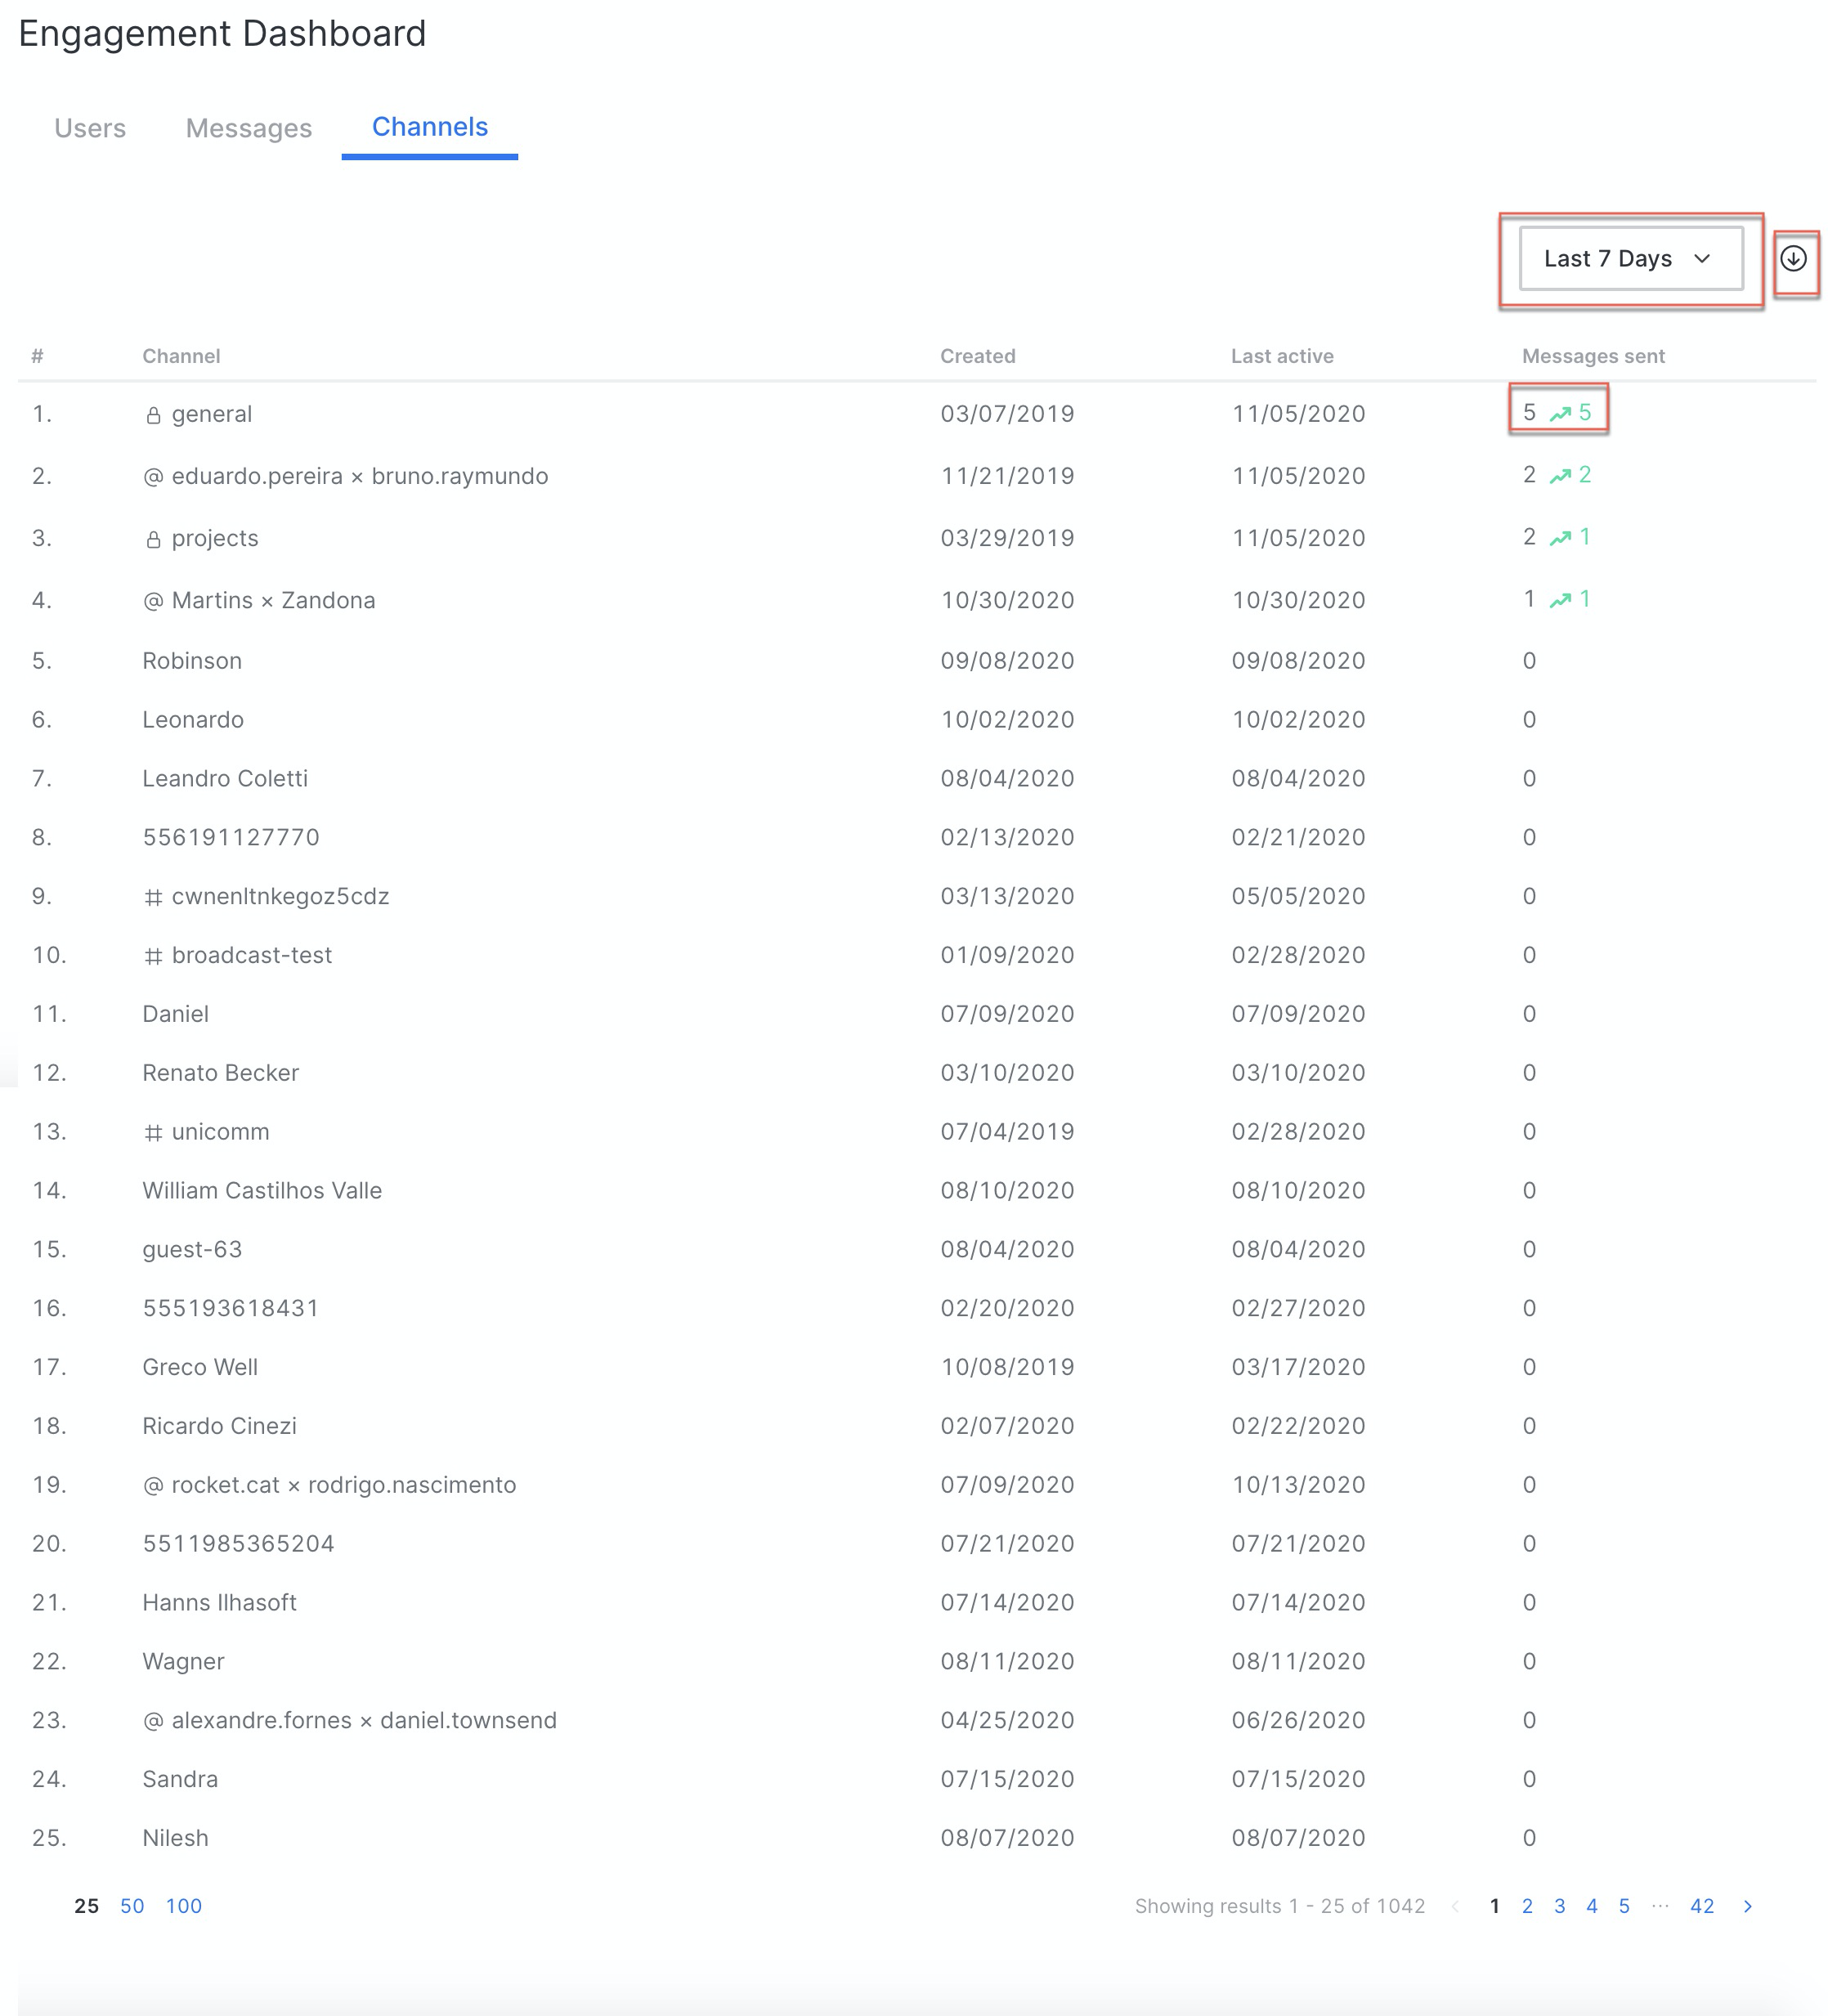 Engagement Dashboard
Users Messages Channels
Last 7 Days
# Channel Created Last active Messages sent
1. general 03/07/2019 11/05/2020 5 5
2. @ eduardo.pereira × bruno.raymundo 11/21/2019 11/05/2020 2 2
3. projects 03/29/2019 11/05/2020 2 1
4. @ Martins × Zandona 10/30/2020 10/30/2020 1 1
5. Robinson 09/08/2020 09/08/2020 0
6. Leonardo 10/02/2020 10/02/2020 0
7. Leandro Coletti 08/04/2020 08/04/2020 0
8. 556191127770 02/13/2020 02/21/2020 0
9. # cwnenltnkegoz5cdz 03/13/2020 05/05/2020 0
10. # broadcast-test 01/09/2020 02/28/2020 0
11. Daniel 07/09/2020 07/09/2020 0
12. Renato Becker 03/10/2020 03/10/2020 0
13. # unicomm 07/04/2019 02/28/2020 0
14. William Castilhos Valle 08/10/2020 08/10/2020 0
15. guest-63 08/04/2020 08/04/2020 0
16. 555193618431 02/20/2020 02/27/2020 0
17. Greco Well 10/08/2019 03/17/2020 0
18. Ricardo Cinezi 02/07/2020 02/22/2020 0
19. @ rocket.cat × rodrigo.nascimento 07/09/2020 10/13/2020 0
20. 5511985365204 07/21/2020 07/21/2020 0
21. Hanns Ilhasoft 07/14/2020 07/14/2020 0
22. Wagner 08/11/2020 08/11/2020 0
23. @ alexandre.fornes × daniel.townsend 04/25/2020 06/26/2020 0
24. Sandra 07/15/2020 07/15/2020 0
25. Nilesh 08/07/2020 08/07/2020 0
25 50 100 Showing results 1 - 25 of 1042 ‹ 1 2 3 4 5 ··· 42 ›